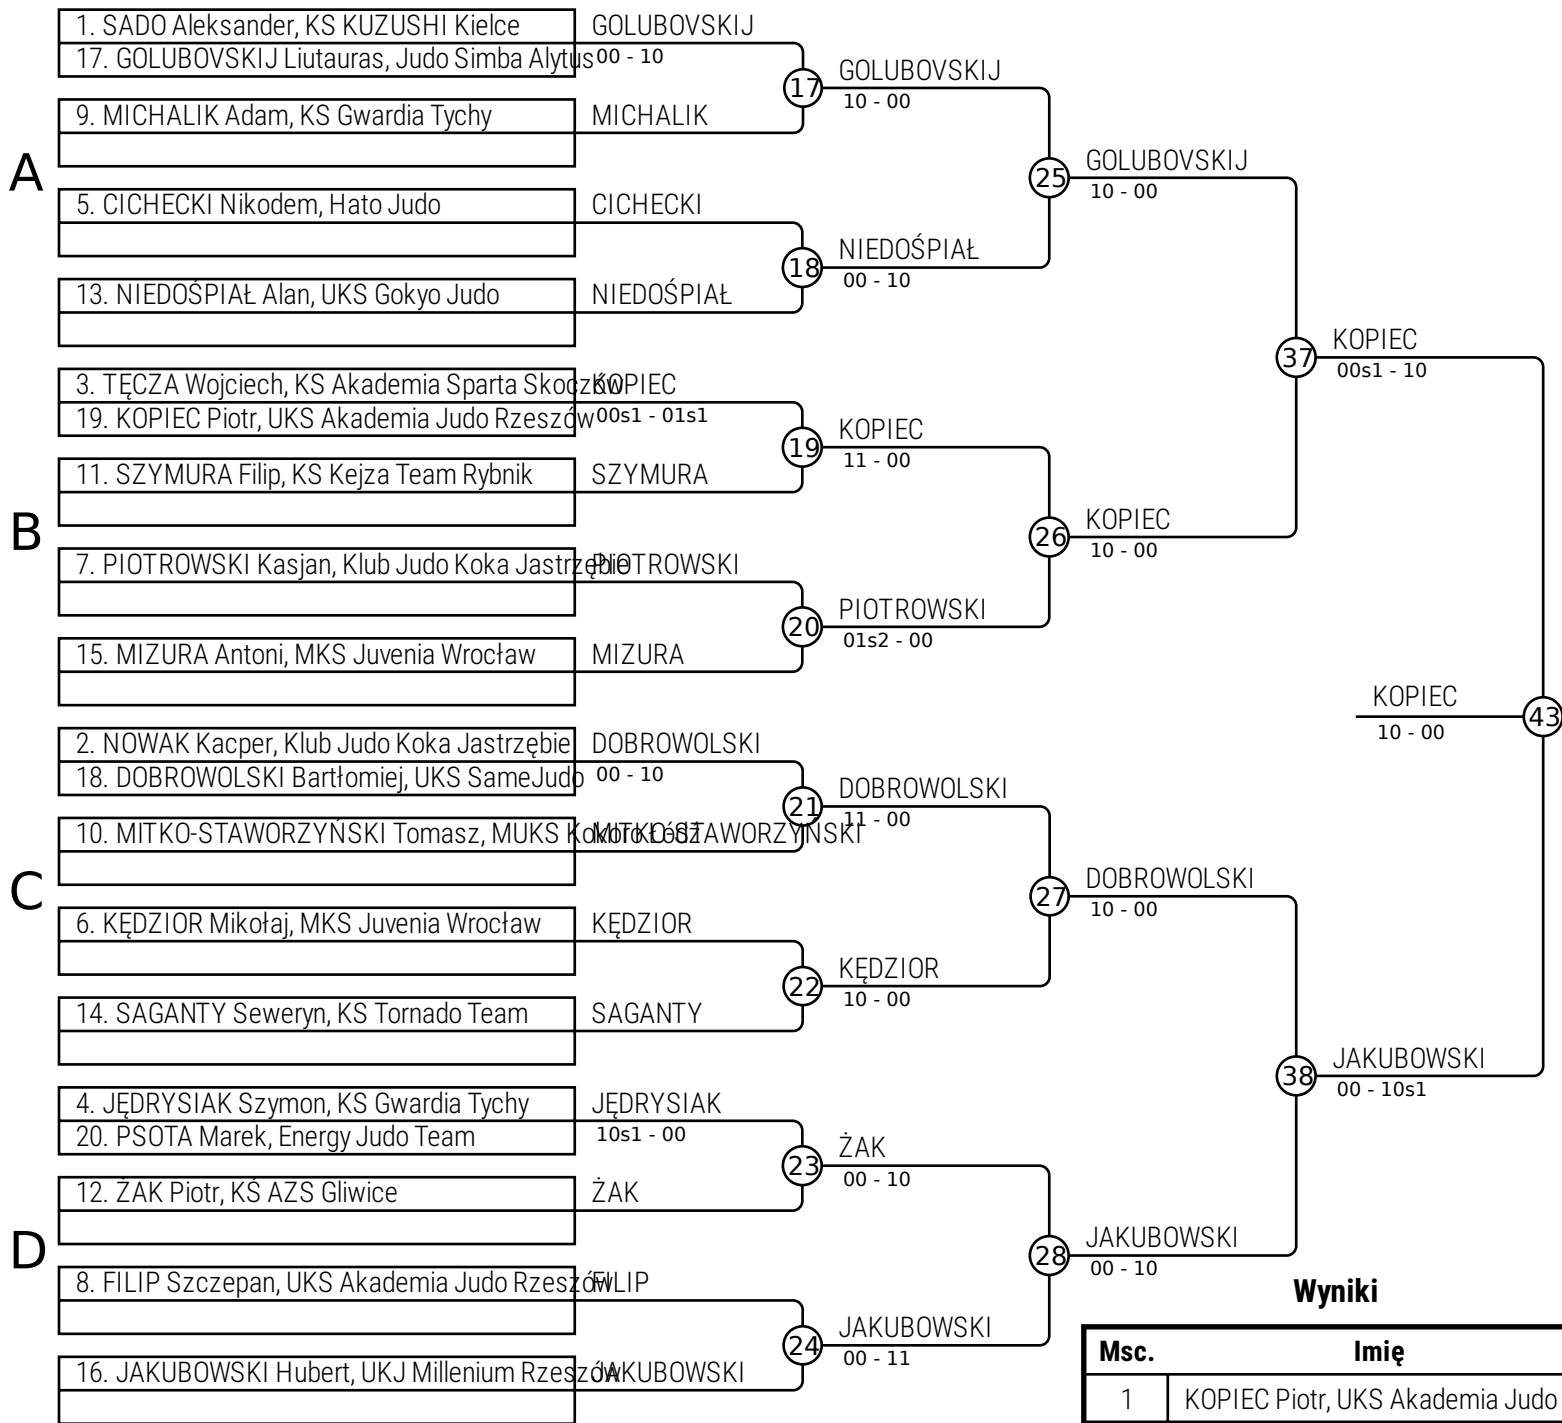 A
1. SADO Aleksander, KS KUZUSHI Kielce
17. GOLUBOVSKIJ Liutauras, Judo Simba Alytus
9. MICHALIK Adam, KS Gwardia Tychy
5. CICHECKI Nikodem, Hato Judo
13. NIEDOŚPIAŁ Alan, UKS Gokyo Judo
B
3. TĘCZA Wojciech, KS Akademia Sparta Skoczów
19. KOPIEC Piotr, UKS Akademia Judo Rzeszów
11. SZYMURA Filip, KS Kejza Team Rybnik
7. PIOTROWSKI Kasjan, Klub Judo Koka Jastrzębie
15. MIZURA Antoni, MKS Juvenia Wrocław
C
2. NOWAK Kacper, Klub Judo Koka Jastrzębie
18. DOBROWOLSKI Bartłomiej, UKS SameJudo
10. MITKO-STAWORZYŃSKI Tomasz, MUKS Kokoro Łódź
6. KĘDZIOR Mikołaj, MKS Juvenia Wrocław
14. SAGANTY Seweryn, KS Tornado Team
D
4. JĘDRYSIAK Szymon, KS Gwardia Tychy
20. PSOTA Marek, Energy Judo Team
12. ŻAK Piotr, KŚ AZS Gliwice
8. FILIP Szczepan, UKS Akademia Judo Rzeszów
16. JAKUBOWSKI Hubert, UKJ Millenium Rzeszów
GOLUBOVSKIJ
00 - 10
MICHALIK
CICHECKI
NIEDOŚPIAŁ
KOPIEC
00s1 - 01s1
SZYMURA
PIOTROWSKI
MIZURA
DOBROWOLSKI
00 - 10
MITKO-STAWORZYŃSKI
KĘDZIOR
SAGANTY
JĘDRYSIAK
10s1 - 00
ŻAK
FILIP
JAKUBOWSKI
17
GOLUBOVSKIJ
10 - 00
18
NIEDOŚPIAŁ
00 - 10
19
KOPIEC
11 - 00
20
PIOTROWSKI
01s2 - 00
21
DOBROWOLSKI
11 - 00
22
KĘDZIOR
10 - 00
23
ŻAK
00 - 10
24
JAKUBOWSKI
00 - 11
25
GOLUBOVSKIJ
10 - 00
26
KOPIEC
10 - 00
27
DOBROWOLSKI
10 - 00
28
JAKUBOWSKI
00 - 10
37
KOPIEC
00s1 - 10
38
JAKUBOWSKI
00 - 10s1
KOPIEC
10 - 00
43
Wyniki
Msc. Imię
1 KOPIEC Piotr, UKS Akademia Judo